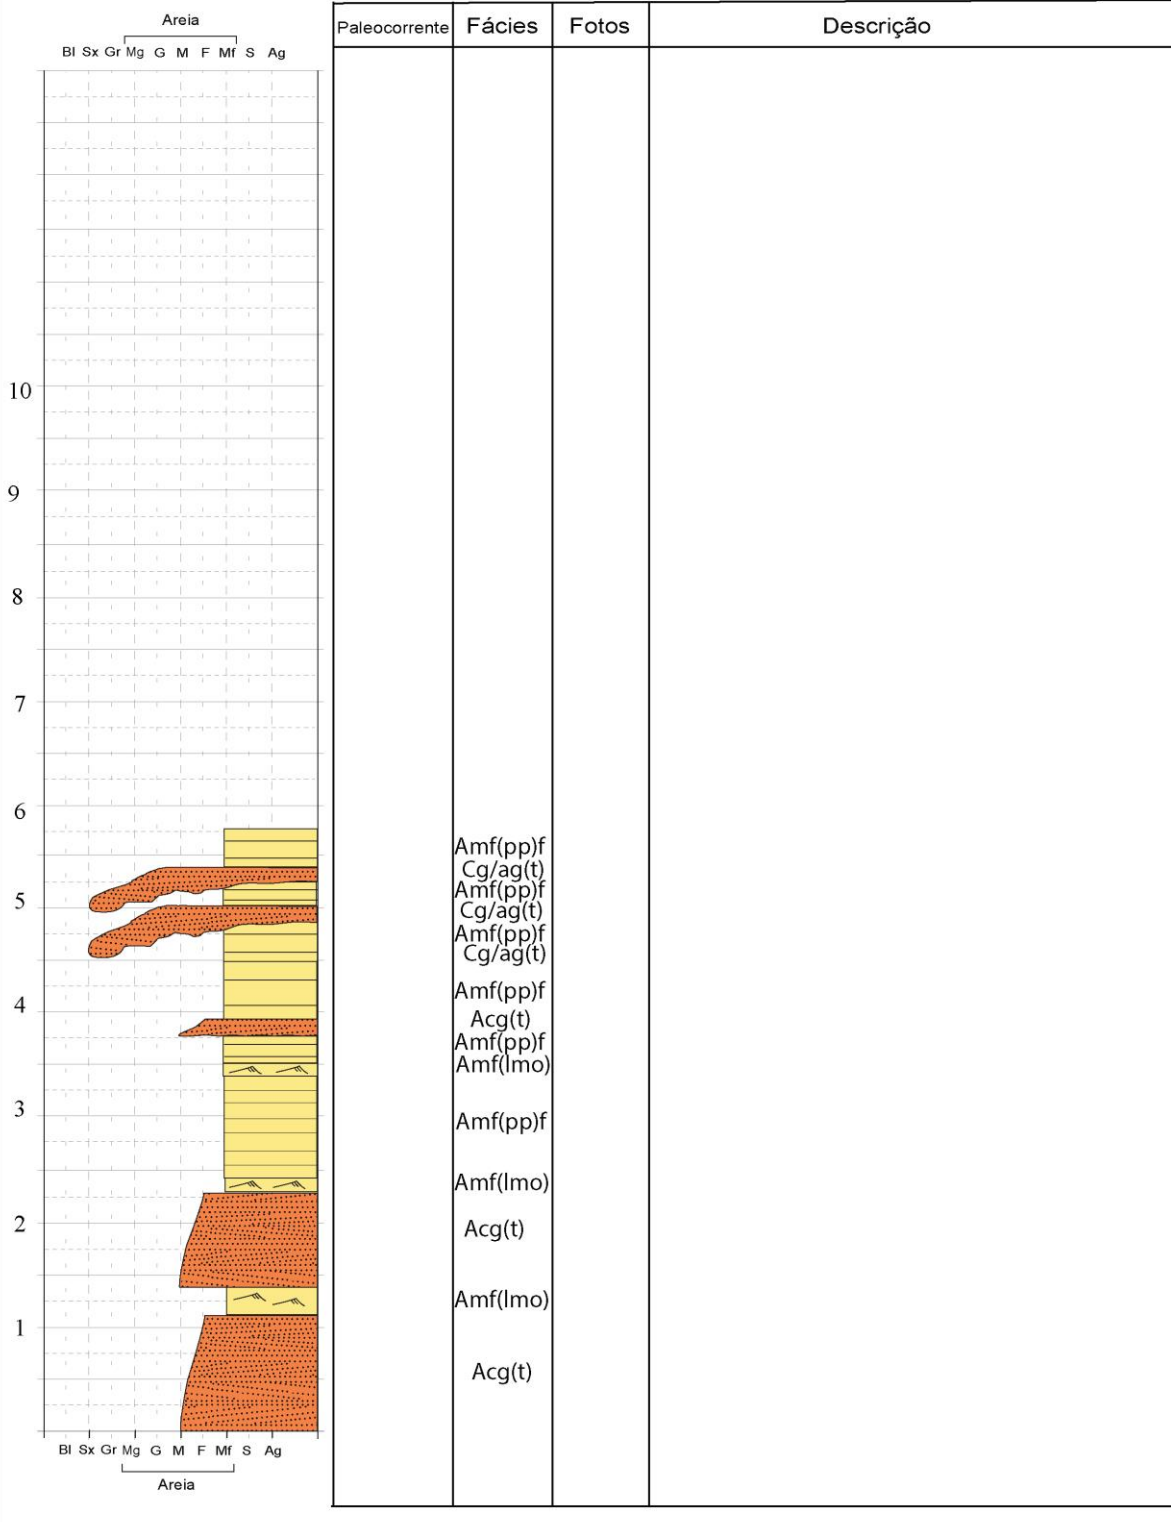 Areia
Bl Sx Gr Mg G M F Mf S Ag
Paleocorrente Fácies Fotos Descrição
10
9
8
7
6
5
4
3
2
1
Amf(pp)f
Cg/ag(t)
Amf(pp)f
Cg/ag(t)
Amf(pp)f
Cg/ag(t)
Amf(pp)f
Acg(t)
Amf(pp)f
Amf(lmo)
Amf(pp)f
Amf(lmo)
Acg(t)
Amf(lmo)
Acg(t)
Bl Sx Gr Mg G M F Mf S Ag
Areia